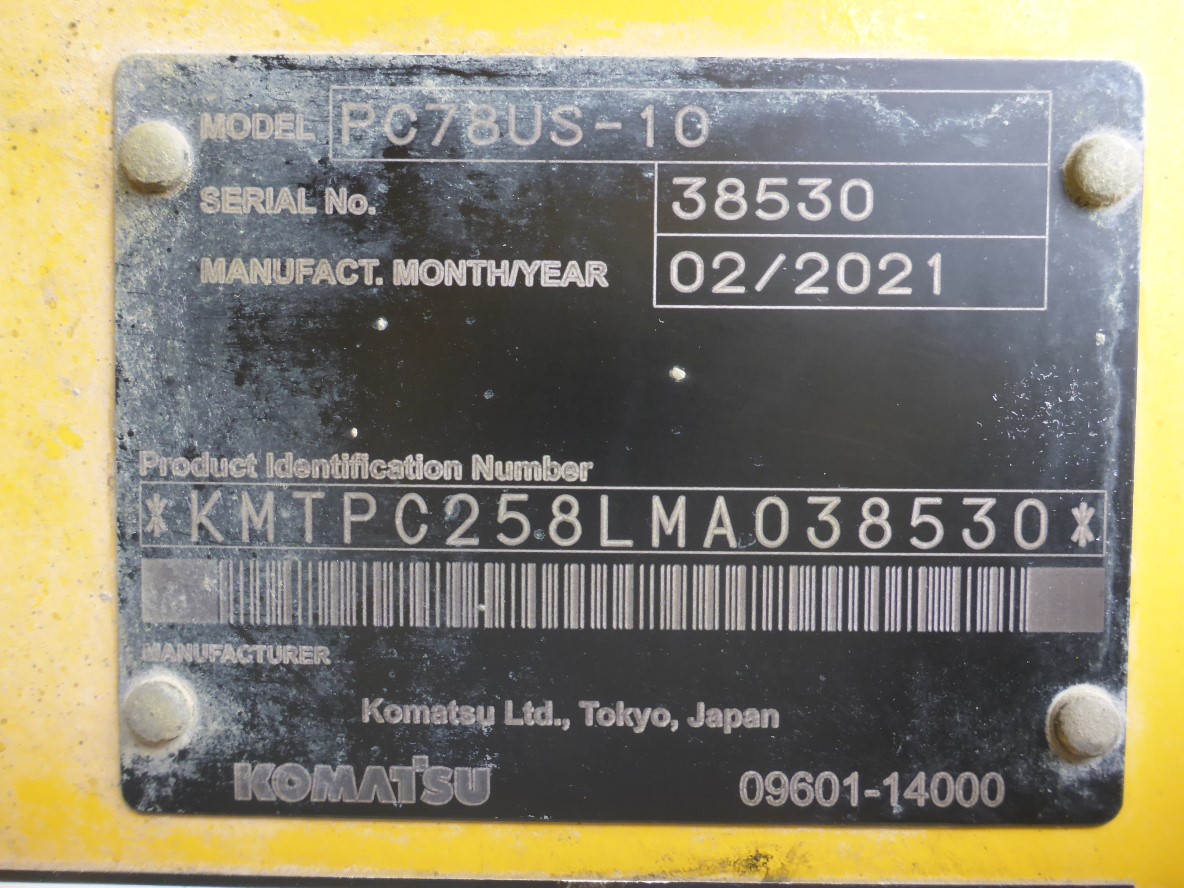 MODEL PC78US-10
SERIAL No. 38530
MANUFACT. MONTH/YEAR 02/2021
Product Identification Number
*KMTPC258LMA038530*
MANUFACTURER
Komatsu Ltd., Tokyo, Japan
KOMATSU 09601-14000